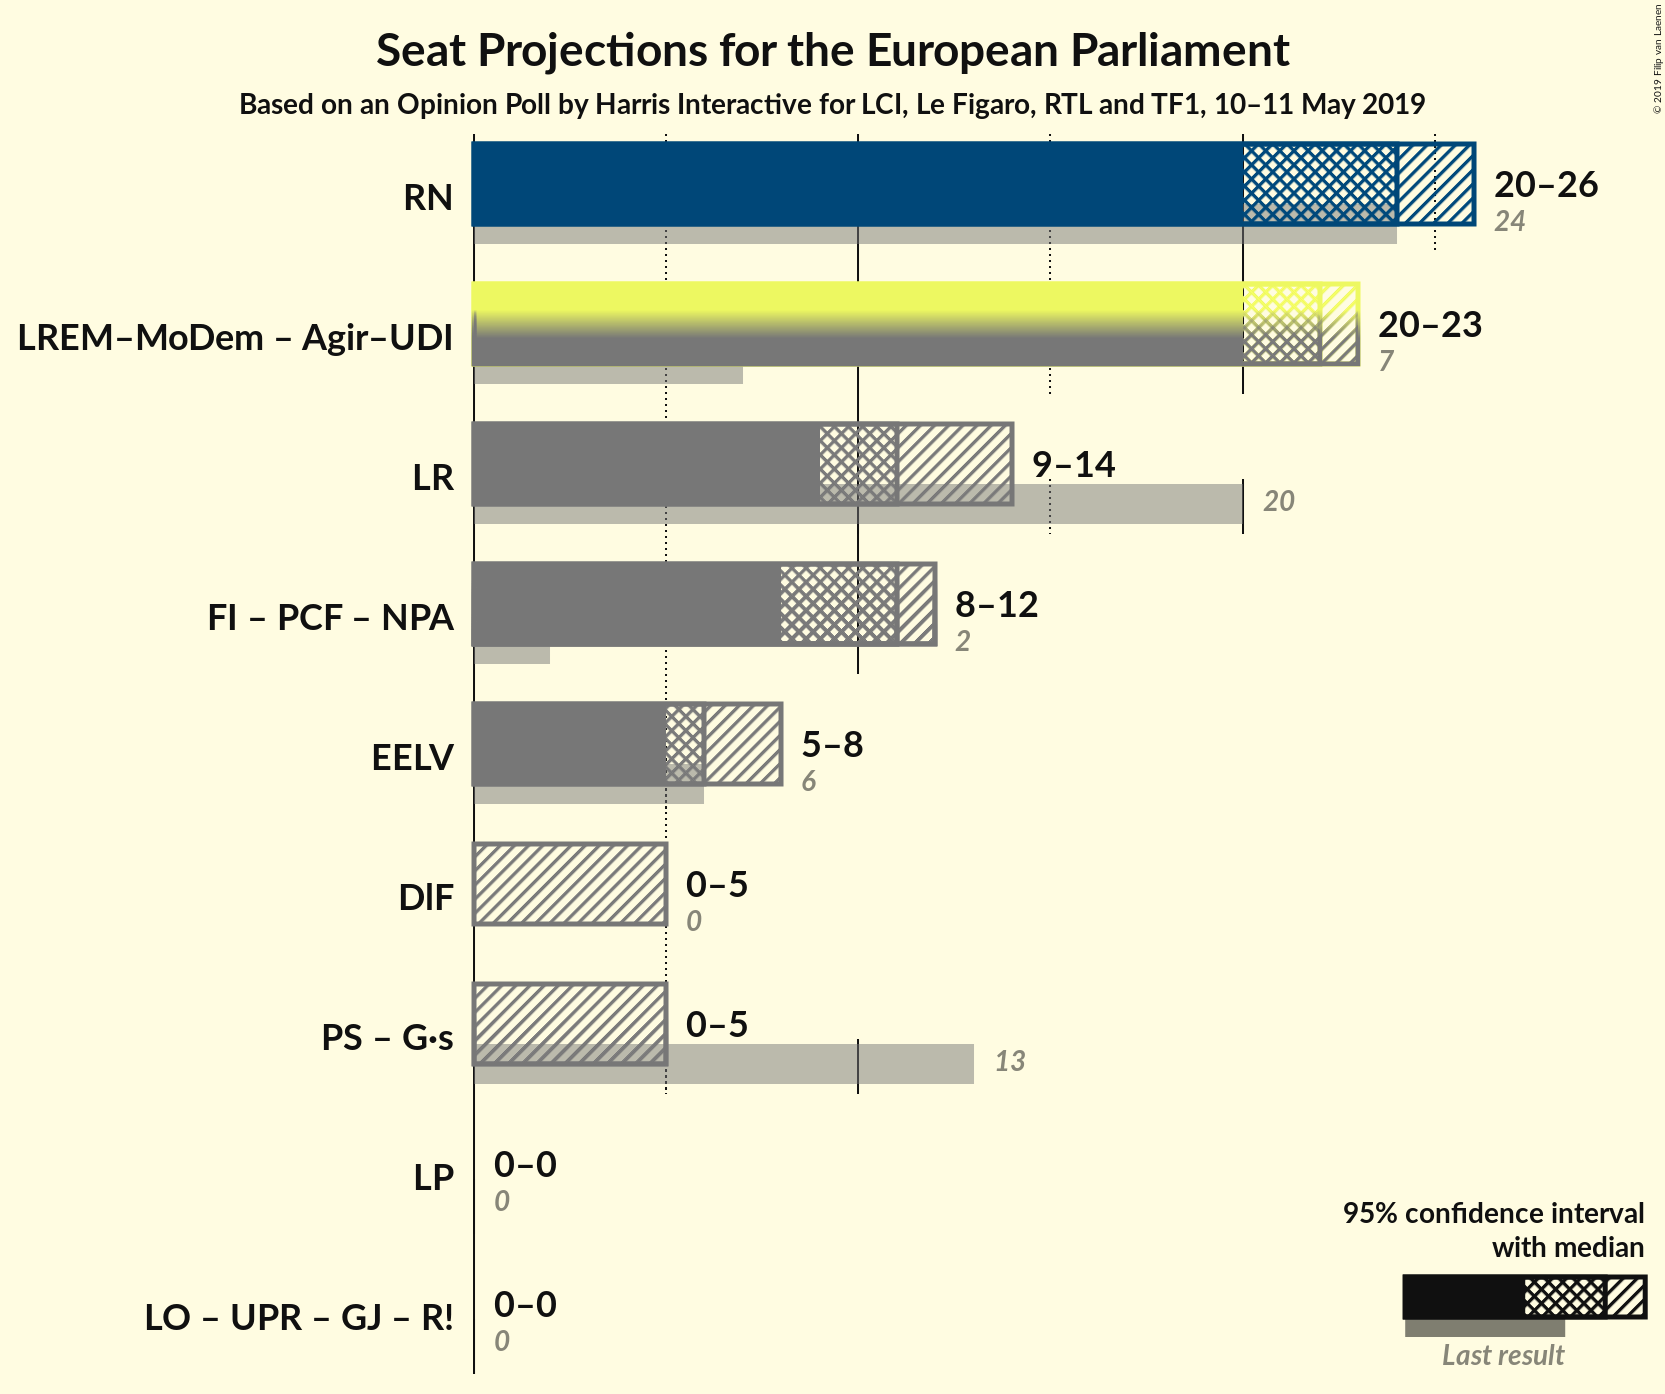 Seat Projections for the European Parliament
Based on an Opinion Poll by Harris Interactive for LCI, Le Figaro, RTL and TF1, 10–11 May 2019
© 2019 Filip van Laenen
RN
20–26
24
LREM–MoDem – Agir–UDI
20–23
7
LR
9–14
20
FI – PCF – NPA
8–12
2
EELV
5–8
6
DlF
0–5
0
PS – G·s
0–5
13
LP
0–0
0
LO – UPR – GJ – R!
0–0
0
95% confidence interval
with median
Last result